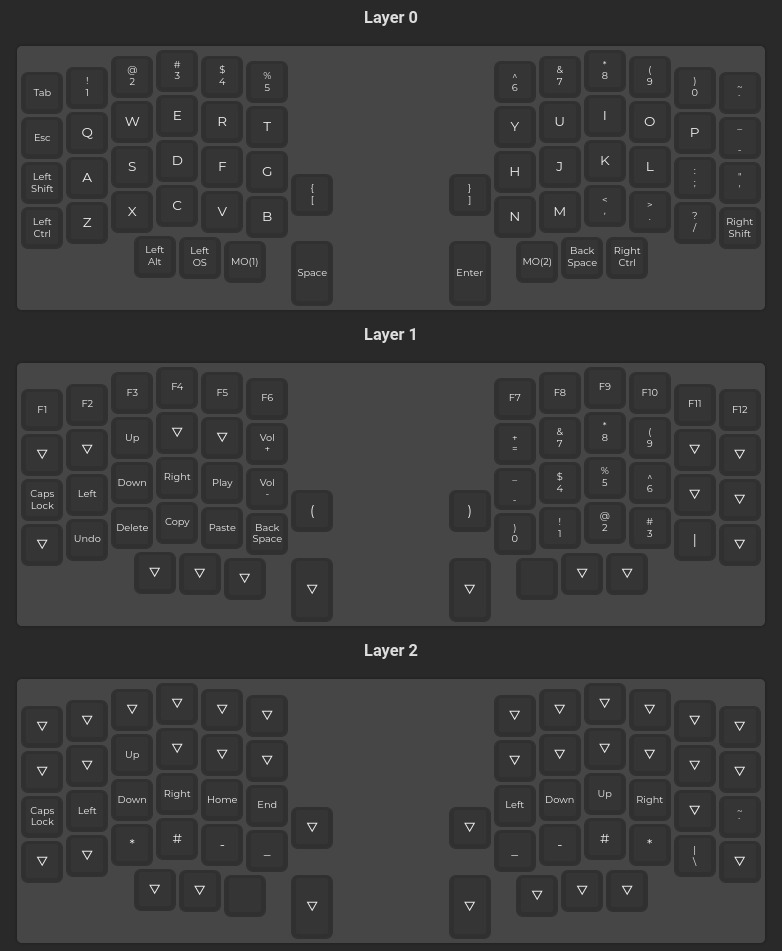 Layer 0
Tab ! 1 @ 2 # 3 $ 4 % 5 ^ 6 & 7 * 8 ( 9 ) 0 ~ `
Esc Q W E R T Y U I O P _ -
Left Shift A S D F G { [ } ] H J K L : ; " '
Left Ctrl Z X C V B N M < , > . ? / Right Shift
Left Alt Left OS MO(1) Space Enter MO(2) Back Space Right Ctrl
Layer 1
F1 F2 F3 F4 F5 F6 F7 F8 F9 F10 F11 F12
▽ ▽ Up ▽ ▽ Vol + + = & 7 * 8 ( 9 ▽ ▽
Caps Lock Left Down Right Play Vol - ( ) _ - $ 4 % 5 ^ 6 ▽ ▽
▽ Undo Delete Copy Paste Back Space ) 0 ! 1 @ 2 # 3 | ▽
▽ ▽ ▽ ▽ ▽ ▽ ▽
Layer 2
▽ ▽ ▽ ▽ ▽ ▽ ▽ ▽ ▽ ▽ ▽ ▽
▽ ▽ Up ▽ ▽ ▽ ▽ ▽ ▽ ▽ ▽ ▽
Caps Lock Left Down Right Home End ▽ ▽ Left Down Up Right ▽ ~ `
▽ ▽ * # - _ _ - # * | \ ▽
▽ ▽ ▽ ▽ ▽ ▽ ▽